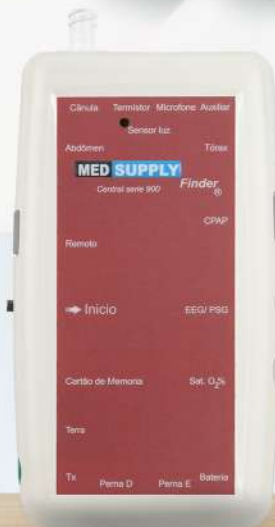 Cânula Termistor Microfone Auxiliar
Sensor luz
Abdômen Tórax
MED SUPPLY
Central serie 900 Finder ®
CPAP
Remoto
Inicio EEG/ PSG
Cartão de Memoria Sat. O₂%
Terra
Tx Perna D Perna E Bateria